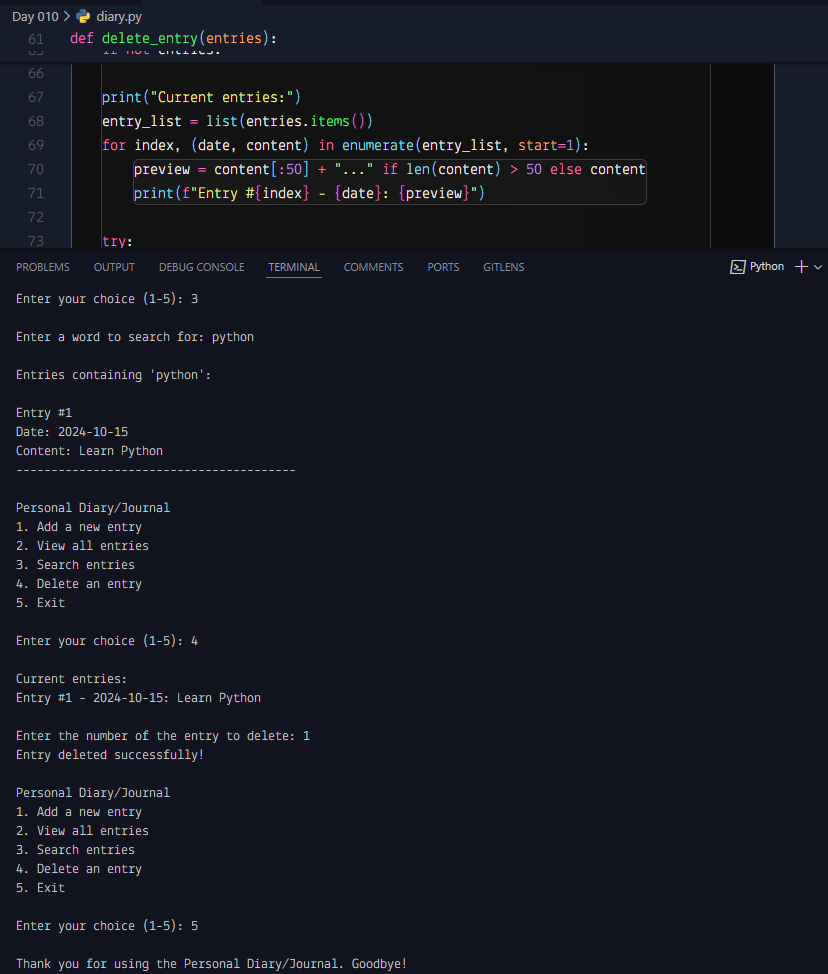 Day 010 > diary.py
61 def delete_entry(entries):
65 if not entries:
66
67 print("Current entries:")
68 entry_list = list(entries.items())
69 for index, (date, content) in enumerate(entry_list, start=1):
70 preview = content[:50] + "..." if len(content) > 50 else content
71 print(f"Entry #{index} - {date}: {preview}")
72
73 try:
PROBLEMS OUTPUT DEBUG CONSOLE TERMINAL COMMENTS PORTS GITLENS Python
Enter your choice (1-5): 3
Enter a word to search for: python
Entries containing 'python':
Entry #1
Date: 2024-10-15
Content: Learn Python
----------------------------------------
Personal Diary/Journal
1. Add a new entry
2. View all entries
3. Search entries
4. Delete an entry
5. Exit
Enter your choice (1-5): 4
Current entries:
Entry #1 - 2024-10-15: Learn Python
Enter the number of the entry to delete: 1
Entry deleted successfully!
Personal Diary/Journal
1. Add a new entry
2. View all entries
3. Search entries
4. Delete an entry
5. Exit
Enter your choice (1-5): 5
Thank you for using the Personal Diary/Journal. Goodbye!